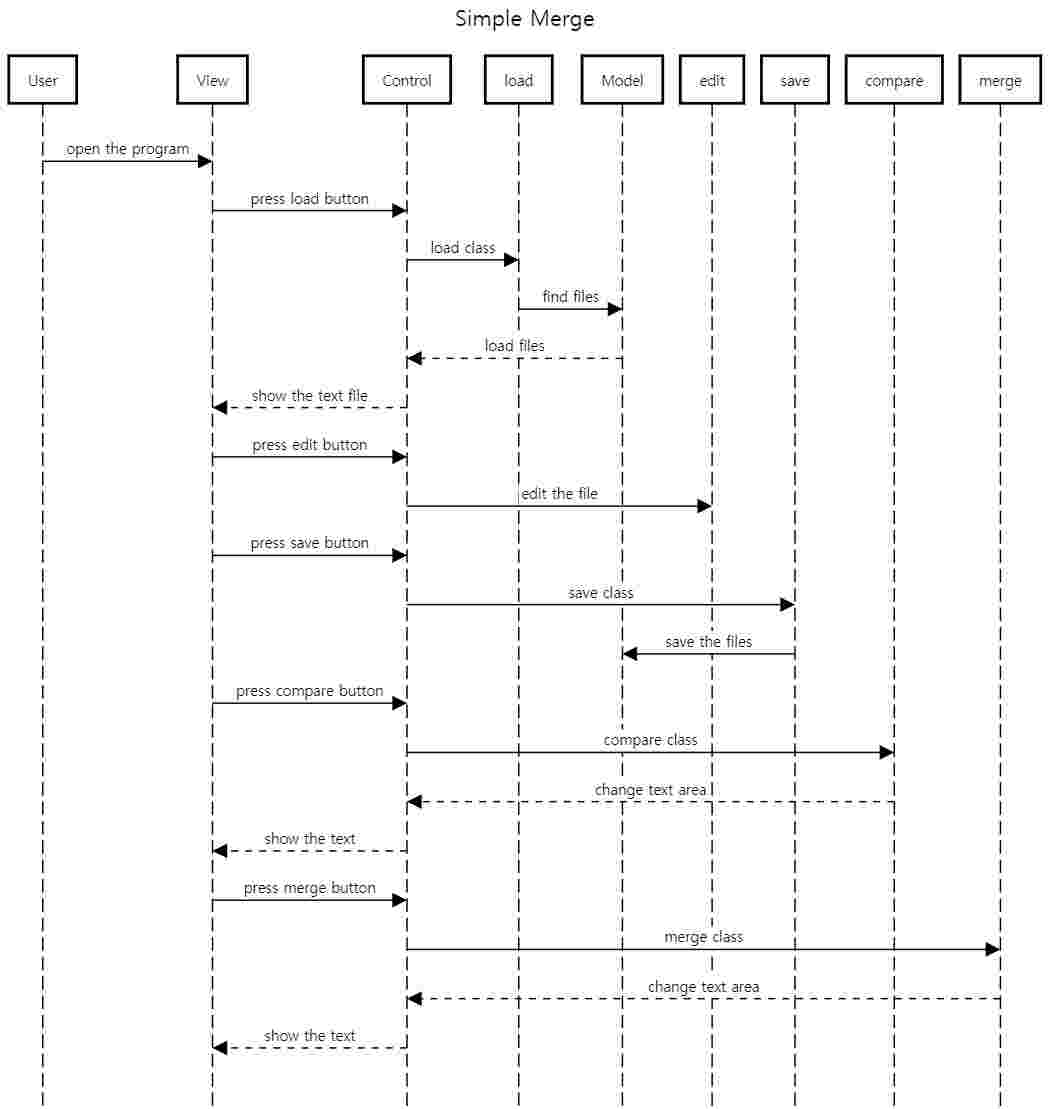 Simple Merge
User
View
Control
load
Model
edit
save
compare
merge
open the program
press load button
load class
find files
load files
show the text file
press edit button
edit the file
press save button
save class
save the files
press compare button
compare class
change text area
show the text
press merge button
merge class
change text area
show the text